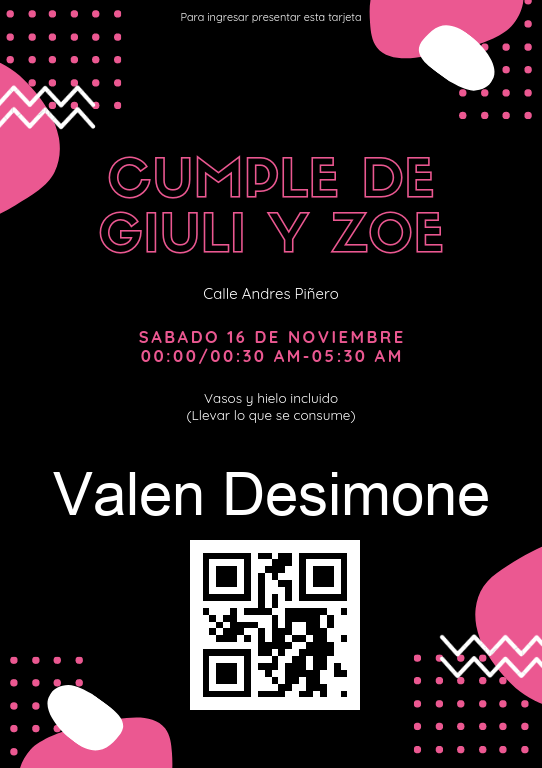 Para ingresar presentar esta tarjeta
CUMPLE DE
GIULI Y ZOE
Calle Andres Piñero
SABADO 16 DE NOVIEMBRE
00:00/00:30 AM-05:30 AM
Vasos y hielo incluido
(Llevar lo que se consume)
Valen Desimone